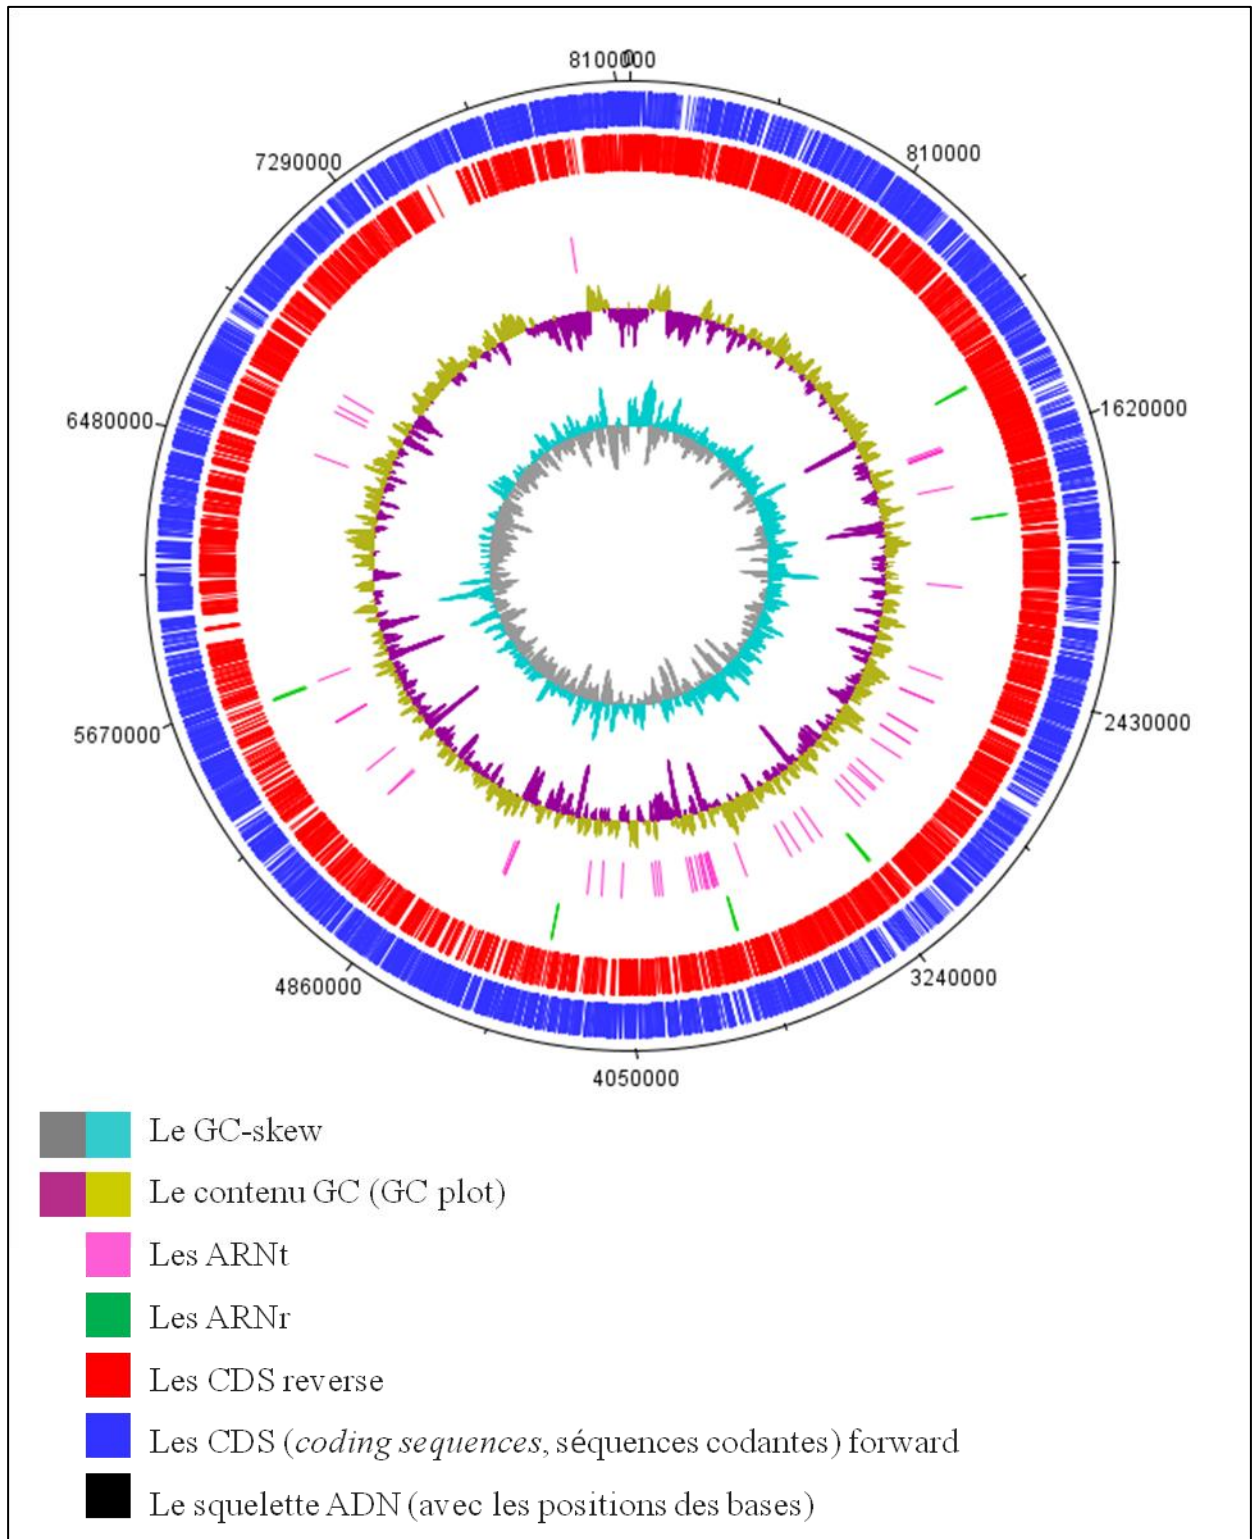 8100000
0
810000
7290000
1620000
6480000
2430000
5670000
3240000
4860000
4050000
Le GC-skew
Le contenu GC (GC plot)
Les ARNt
Les ARNr
Les CDS reverse
Les CDS (coding sequences, séquences codantes) forward
Le squelette ADN (avec les positions des bases)